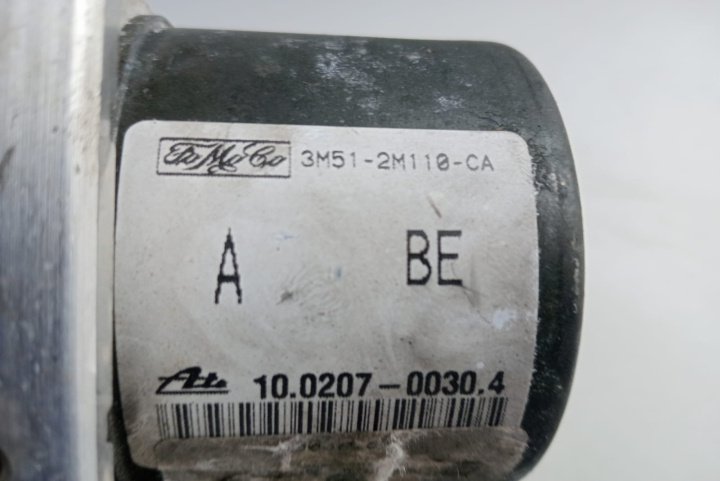 FoMoCo 3M51-2M110-CA
A BE
Ate 10.0207-0030.4